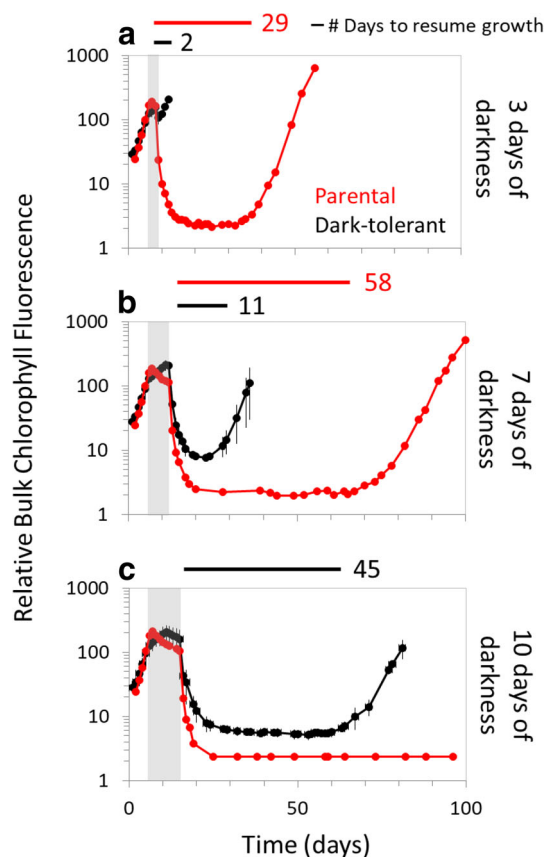 29
# Days to resume growth
a
2
1000
100
10
1
Parental
Dark-tolerant
3 days of
darkness
58
b
11
1000
100
10
1
7 days of
darkness
Relative Bulk Chlorophyll Fluorescence
c
45
1000
100
10
1
10 days of
darkness
0
50
100
Time (days)